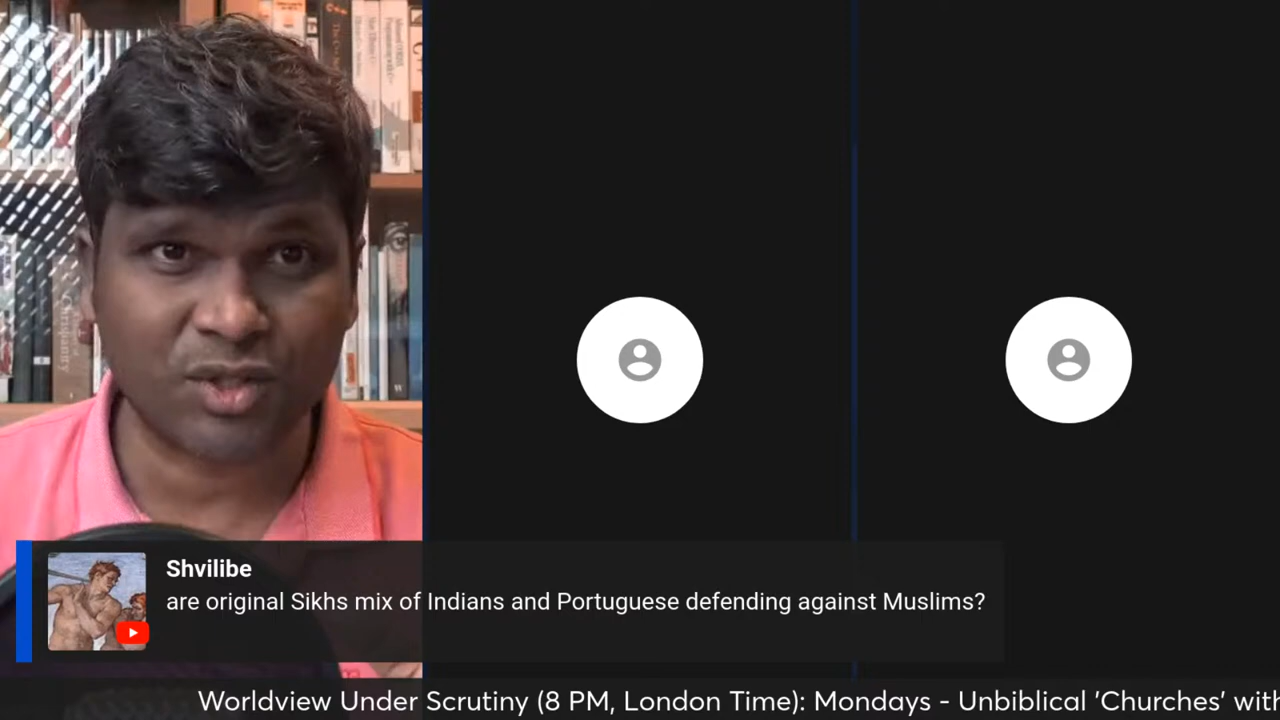 Shvilibe
are original Sikhs mix of Indians and Portuguese defending against Muslims?
Worldview Under Scrutiny (8 PM, London Time): Mondays - Unbiblical 'Churches' with